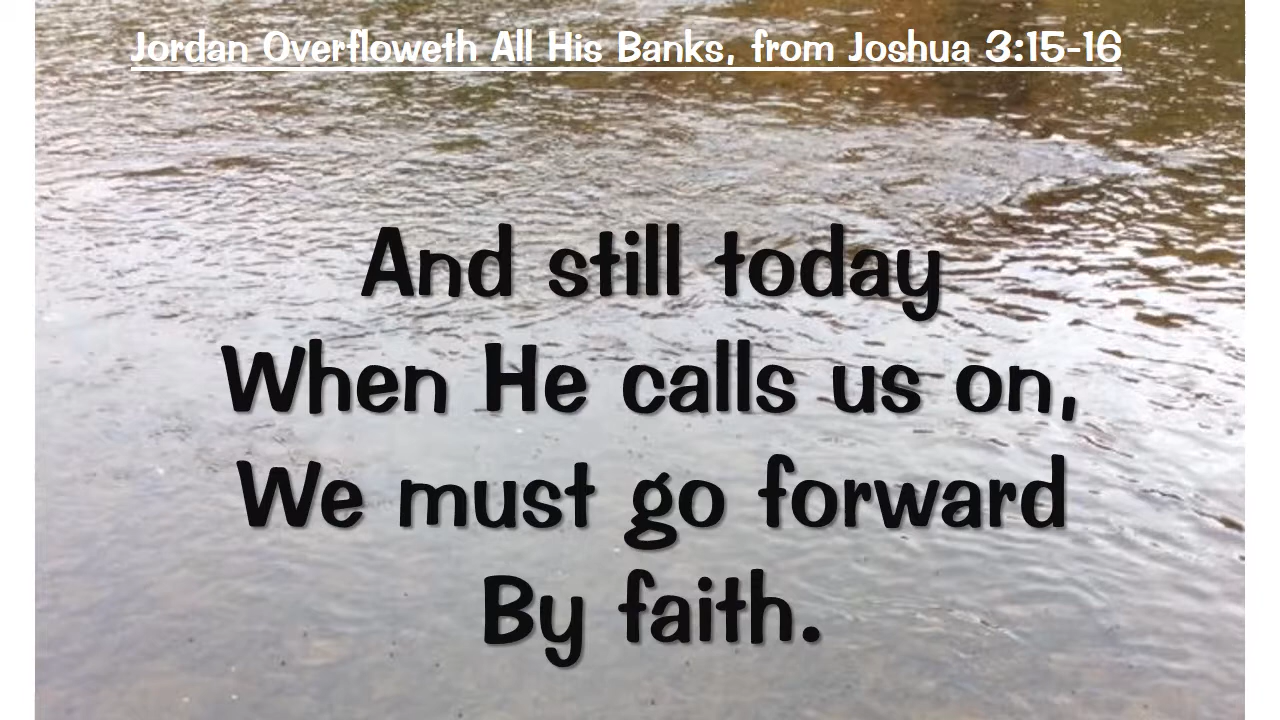 Jordan Overfloweth All His Banks, from Joshua 3:15-16
And still today
When He calls us on,
We must go forward
By faith.